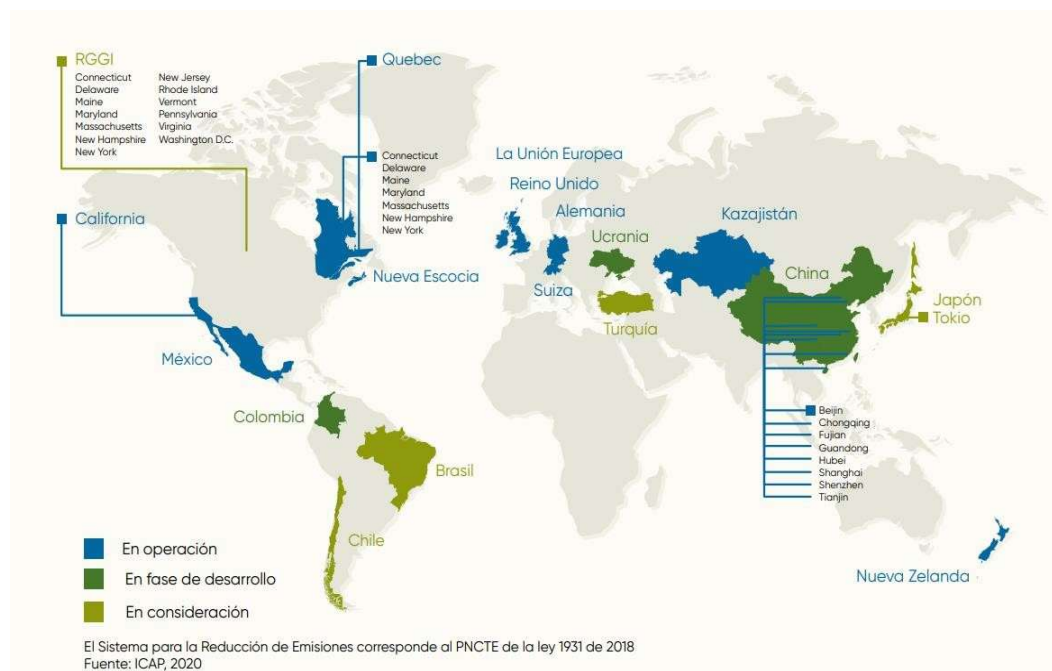 RGGI
Connecticut
Delaware
Maine
Maryland
Massachusetts
New Hampshire
New York
New Jersey
Rhode Island
Vermont
Pennsylvania
Virginia
Washington D.C.
Quebec
Connecticut
Delaware
Maine
Maryland
Massachusetts
New Hampshire
New York
La Unión Europea
Reino Unido
Alemania
Ucrania
Kazajistán
California
Nueva Escocia
Suiza
Turquía
China
Japón
Tokio
México
Colombia
Brasil
Chile
Beijin
Chongqing
Fujian
Guandong
Hubei
Shanghai
Shenzhen
Tianjin
Nueva Zelanda
En operación
En fase de desarrollo
En consideración
El Sistema para la Reducción de Emisiones corresponde al PNCTE de la ley 1931 de 2018
Fuente: ICAP, 2020